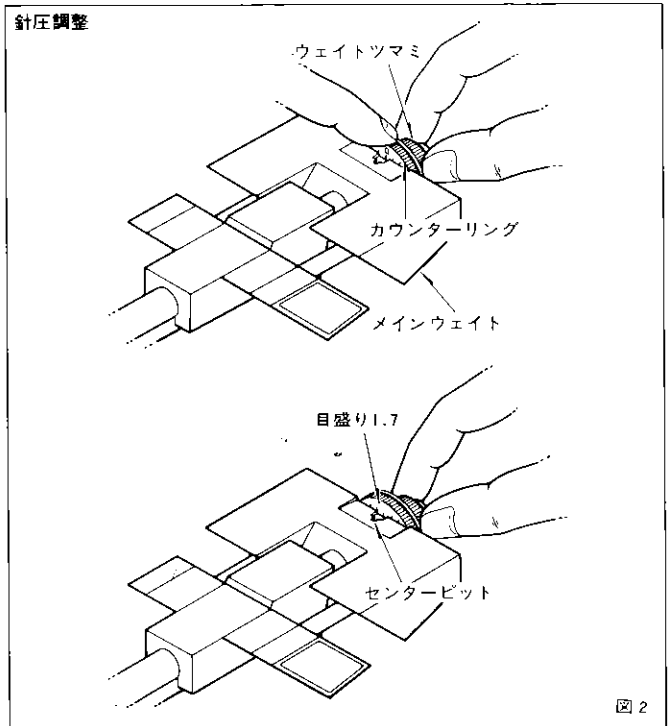 針圧調整
ウェイトツマミ
カウンターリング
メインウェイト
目盛り1.7
センターピット
図2